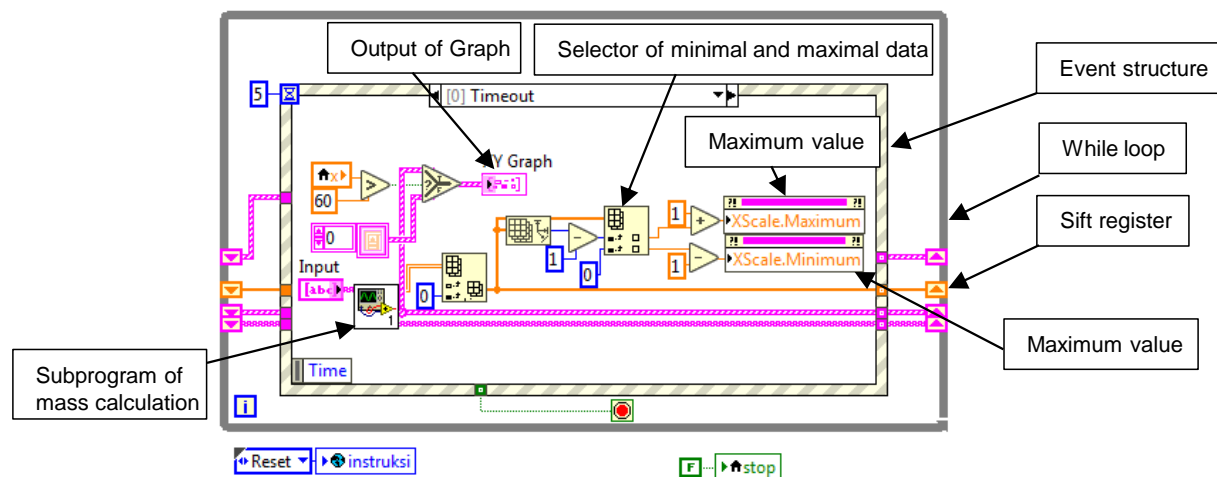 Output of Graph
Selector of minimal and maximal data
Event structure
5
[0] Timeout
Maximum value
While loop
XY Graph
x
>
60
?
T
F
0
1
+
?!
?!
XScale.Maximum
Sift register
-
1
0
1
-
?!
?!
XScale.Minimum
Input
[abc]
0
1
Maximum value
Subprogram of
mass calculation
Time
i
Reset
instruksi
F
stop